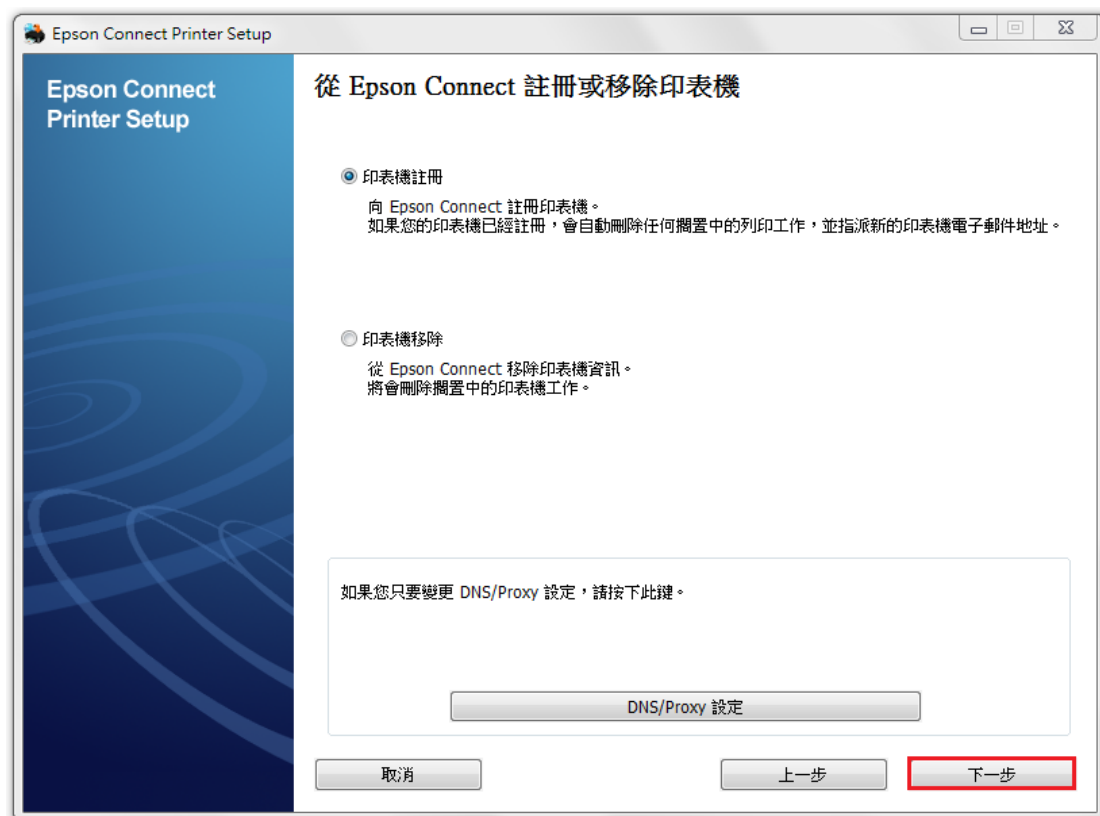 Epson Connect Printer Setup
Epson Connect
Printer Setup
從 Epson Connect 註冊或移除印表機
印表機註冊
向 Epson Connect 註冊印表機。
如果您的印表機已經註冊，會自動刪除任何擱置中的列印工作，並指派新的印表機電子郵件地址。
印表機移除
從 Epson Connect 移除印表機資訊。
將會刪除擱置中的印表機工作。
如果您只要變更 DNS/Proxy 設定，請按下此鍵。
DNS/Proxy 設定
取消
上一步
下一步